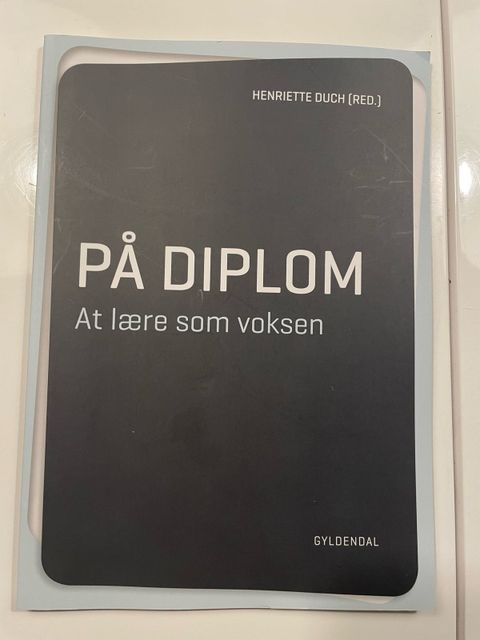 HENRIETTE DUCH (RED.)
PÅ DIPLOM
At lære som voksen
GYLDENDAL